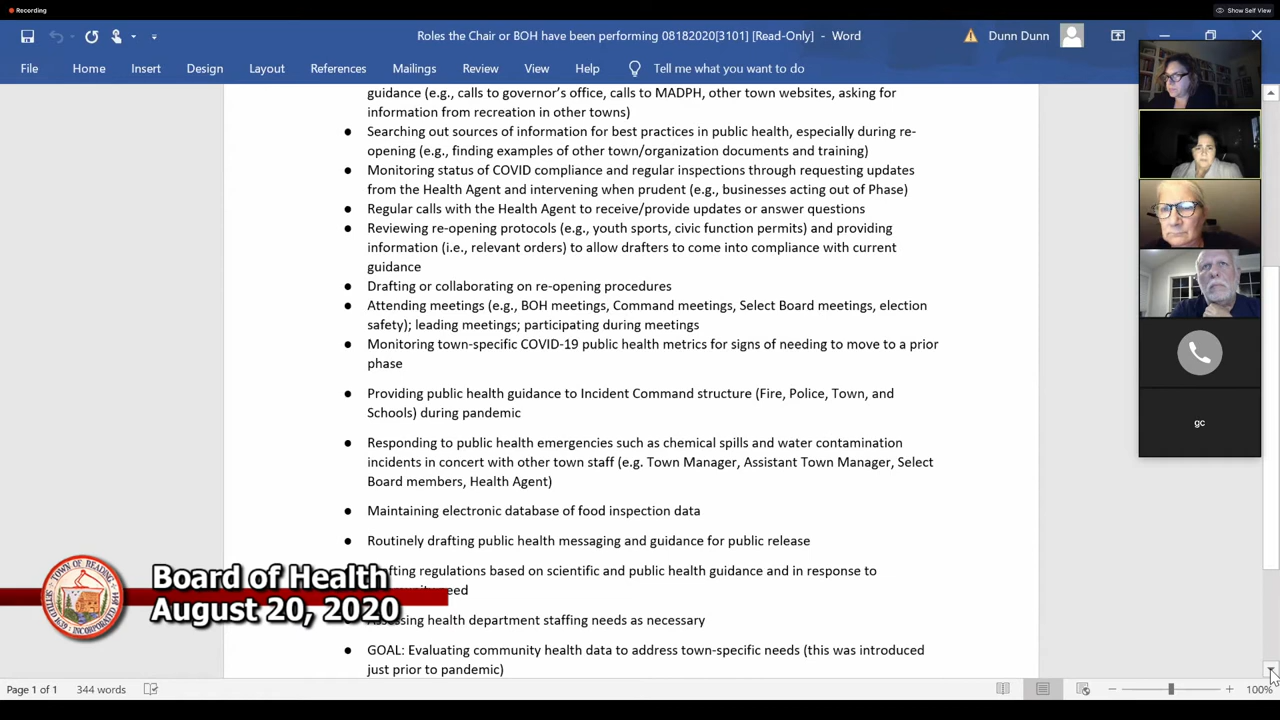 Recording
Show Self View
Roles the Chair or BOH have been performing 08182020[3101] [Read-Only] - Word
Dunn Dunn
File Home Insert Design Layout References Mailings Review View Help Tell me what you want to do
guidance (e.g., calls to governor's office, calls to MADPH, other town websites, asking for
information from recreation in other towns)
● Searching out sources of information for best practices in public health, especially during re-
opening (e.g., finding examples of other town/organization documents and training)
● Monitoring status of COVID compliance and regular inspections through requesting updates
from the Health Agent and intervening when prudent (e.g., businesses acting out of Phase)
● Regular calls with the Health Agent to receive/provide updates or answer questions
● Reviewing re-opening protocols (e.g., youth sports, civic function permits) and providing
information (i.e., relevant orders) to allow drafters to come into compliance with current
guidance
● Drafting or collaborating on re-opening procedures
● Attending meetings (e.g., BOH meetings, Command meetings, Select Board meetings, election
safety); leading meetings; participating during meetings
● Monitoring town-specific COVID-19 public health metrics for signs of needing to move to a prior
phase
● Providing public health guidance to Incident Command structure (Fire, Police, Town, and
Schools) during pandemic
● Responding to public health emergencies such as chemical spills and water contamination
incidents in concert with other town staff (e.g. Town Manager, Assistant Town Manager, Select
Board members, Health Agent)
● Maintaining electronic database of food inspection data
● Routinely drafting public health messaging and guidance for public release
regulations based on scientific and public health guidance and in response to
need
health department staffing needs as necessary
● GOAL: Evaluating community health data to address town-specific needs (this was introduced
just prior to pandemic)
gc
Board of Health
August 20, 2020
TOWN OF READING
Page 1 of 1 344 words
100%